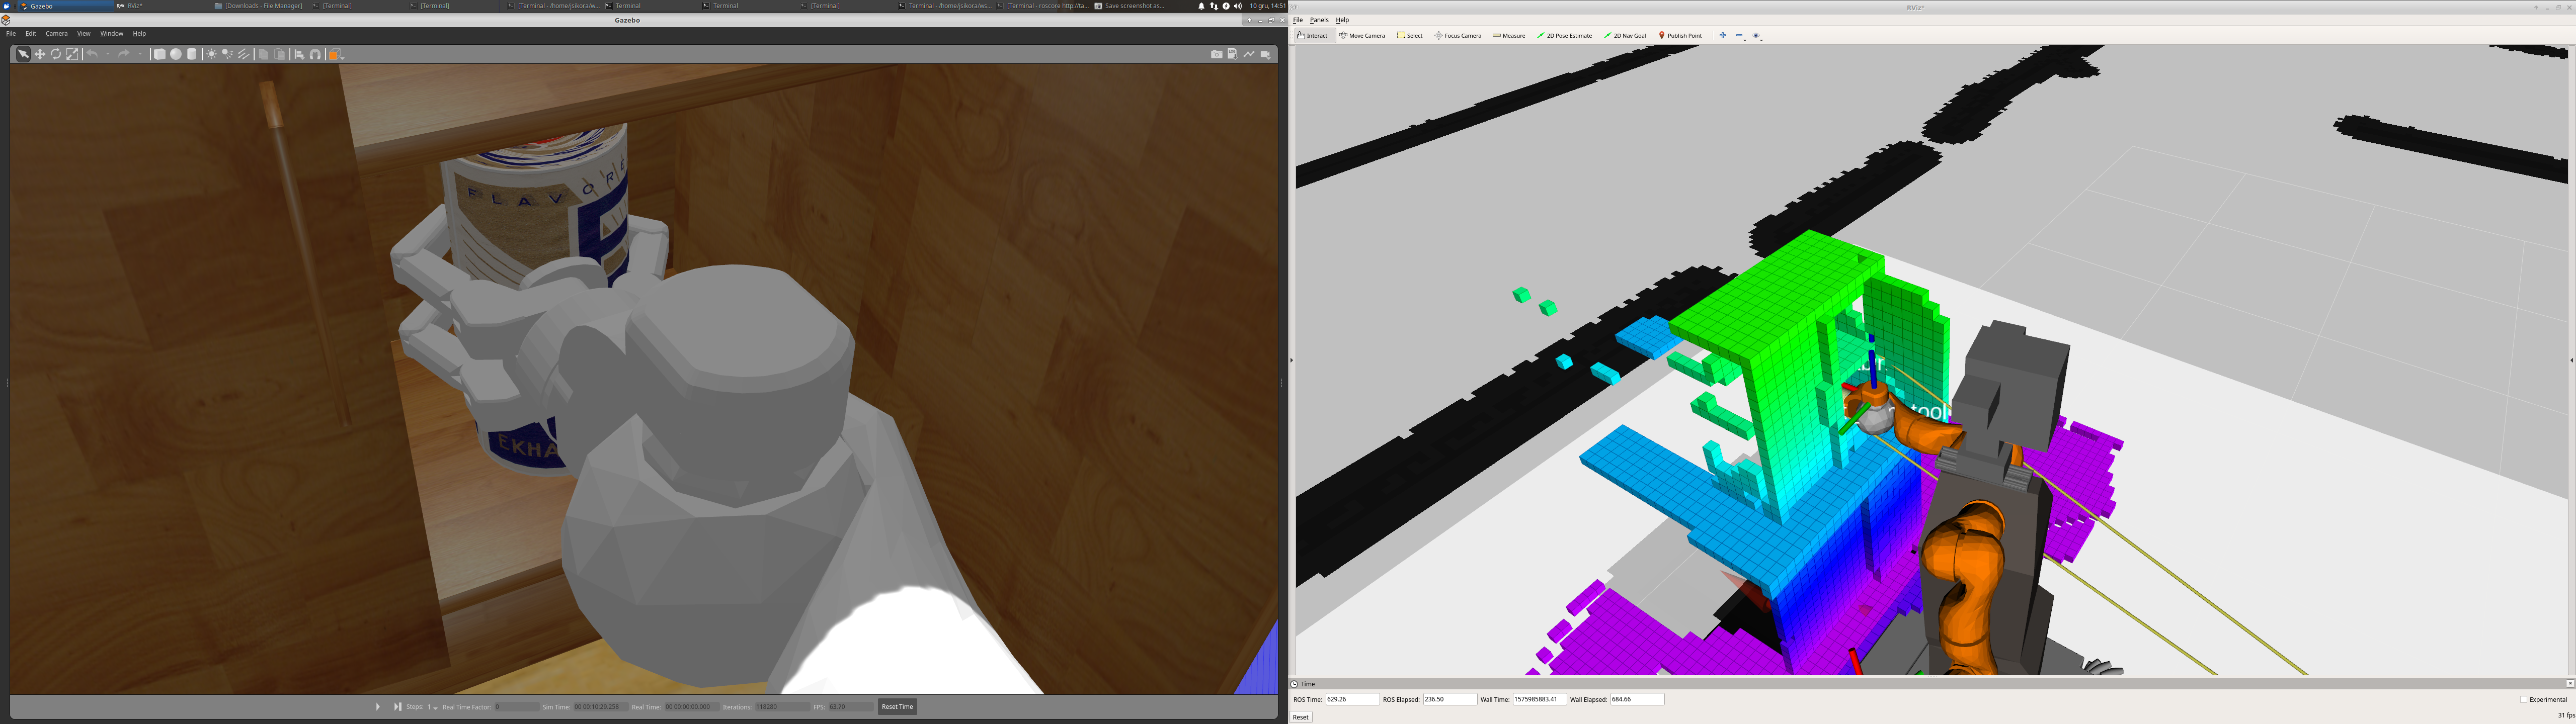 Gazebo
RViz*
[Downloads - File Manager]
[Terminal]
[Terminal]
[Terminal - /home/jsikora/w...
Terminal
Terminal
[Terminal]
Terminal - /home/jsikora/ws...
[Terminal - roscore http://ta...
Save screenshot as...
10 gru, 14:51
Gazebo
File Edit Camera View Window Help
FLAVORE
EKHA
Steps: 1 Real Time Factor: 0 Sim Time: 00 00:10:29.258 Real Time: 00 00:00:00.000 Iterations: 118280 FPS: 62.70 Reset Time
RViz*
File Panels Help
Interact Move Camera Select Focus Camera Measure 2D Pose Estimate 2D Nav Goal Publish Point
tool
Time
ROS Time: 629.26 ROS Elapsed: 236.50 Wall Time: 1575985883.41 Wall Elapsed: 684.66 Experimental
Reset 31 fps